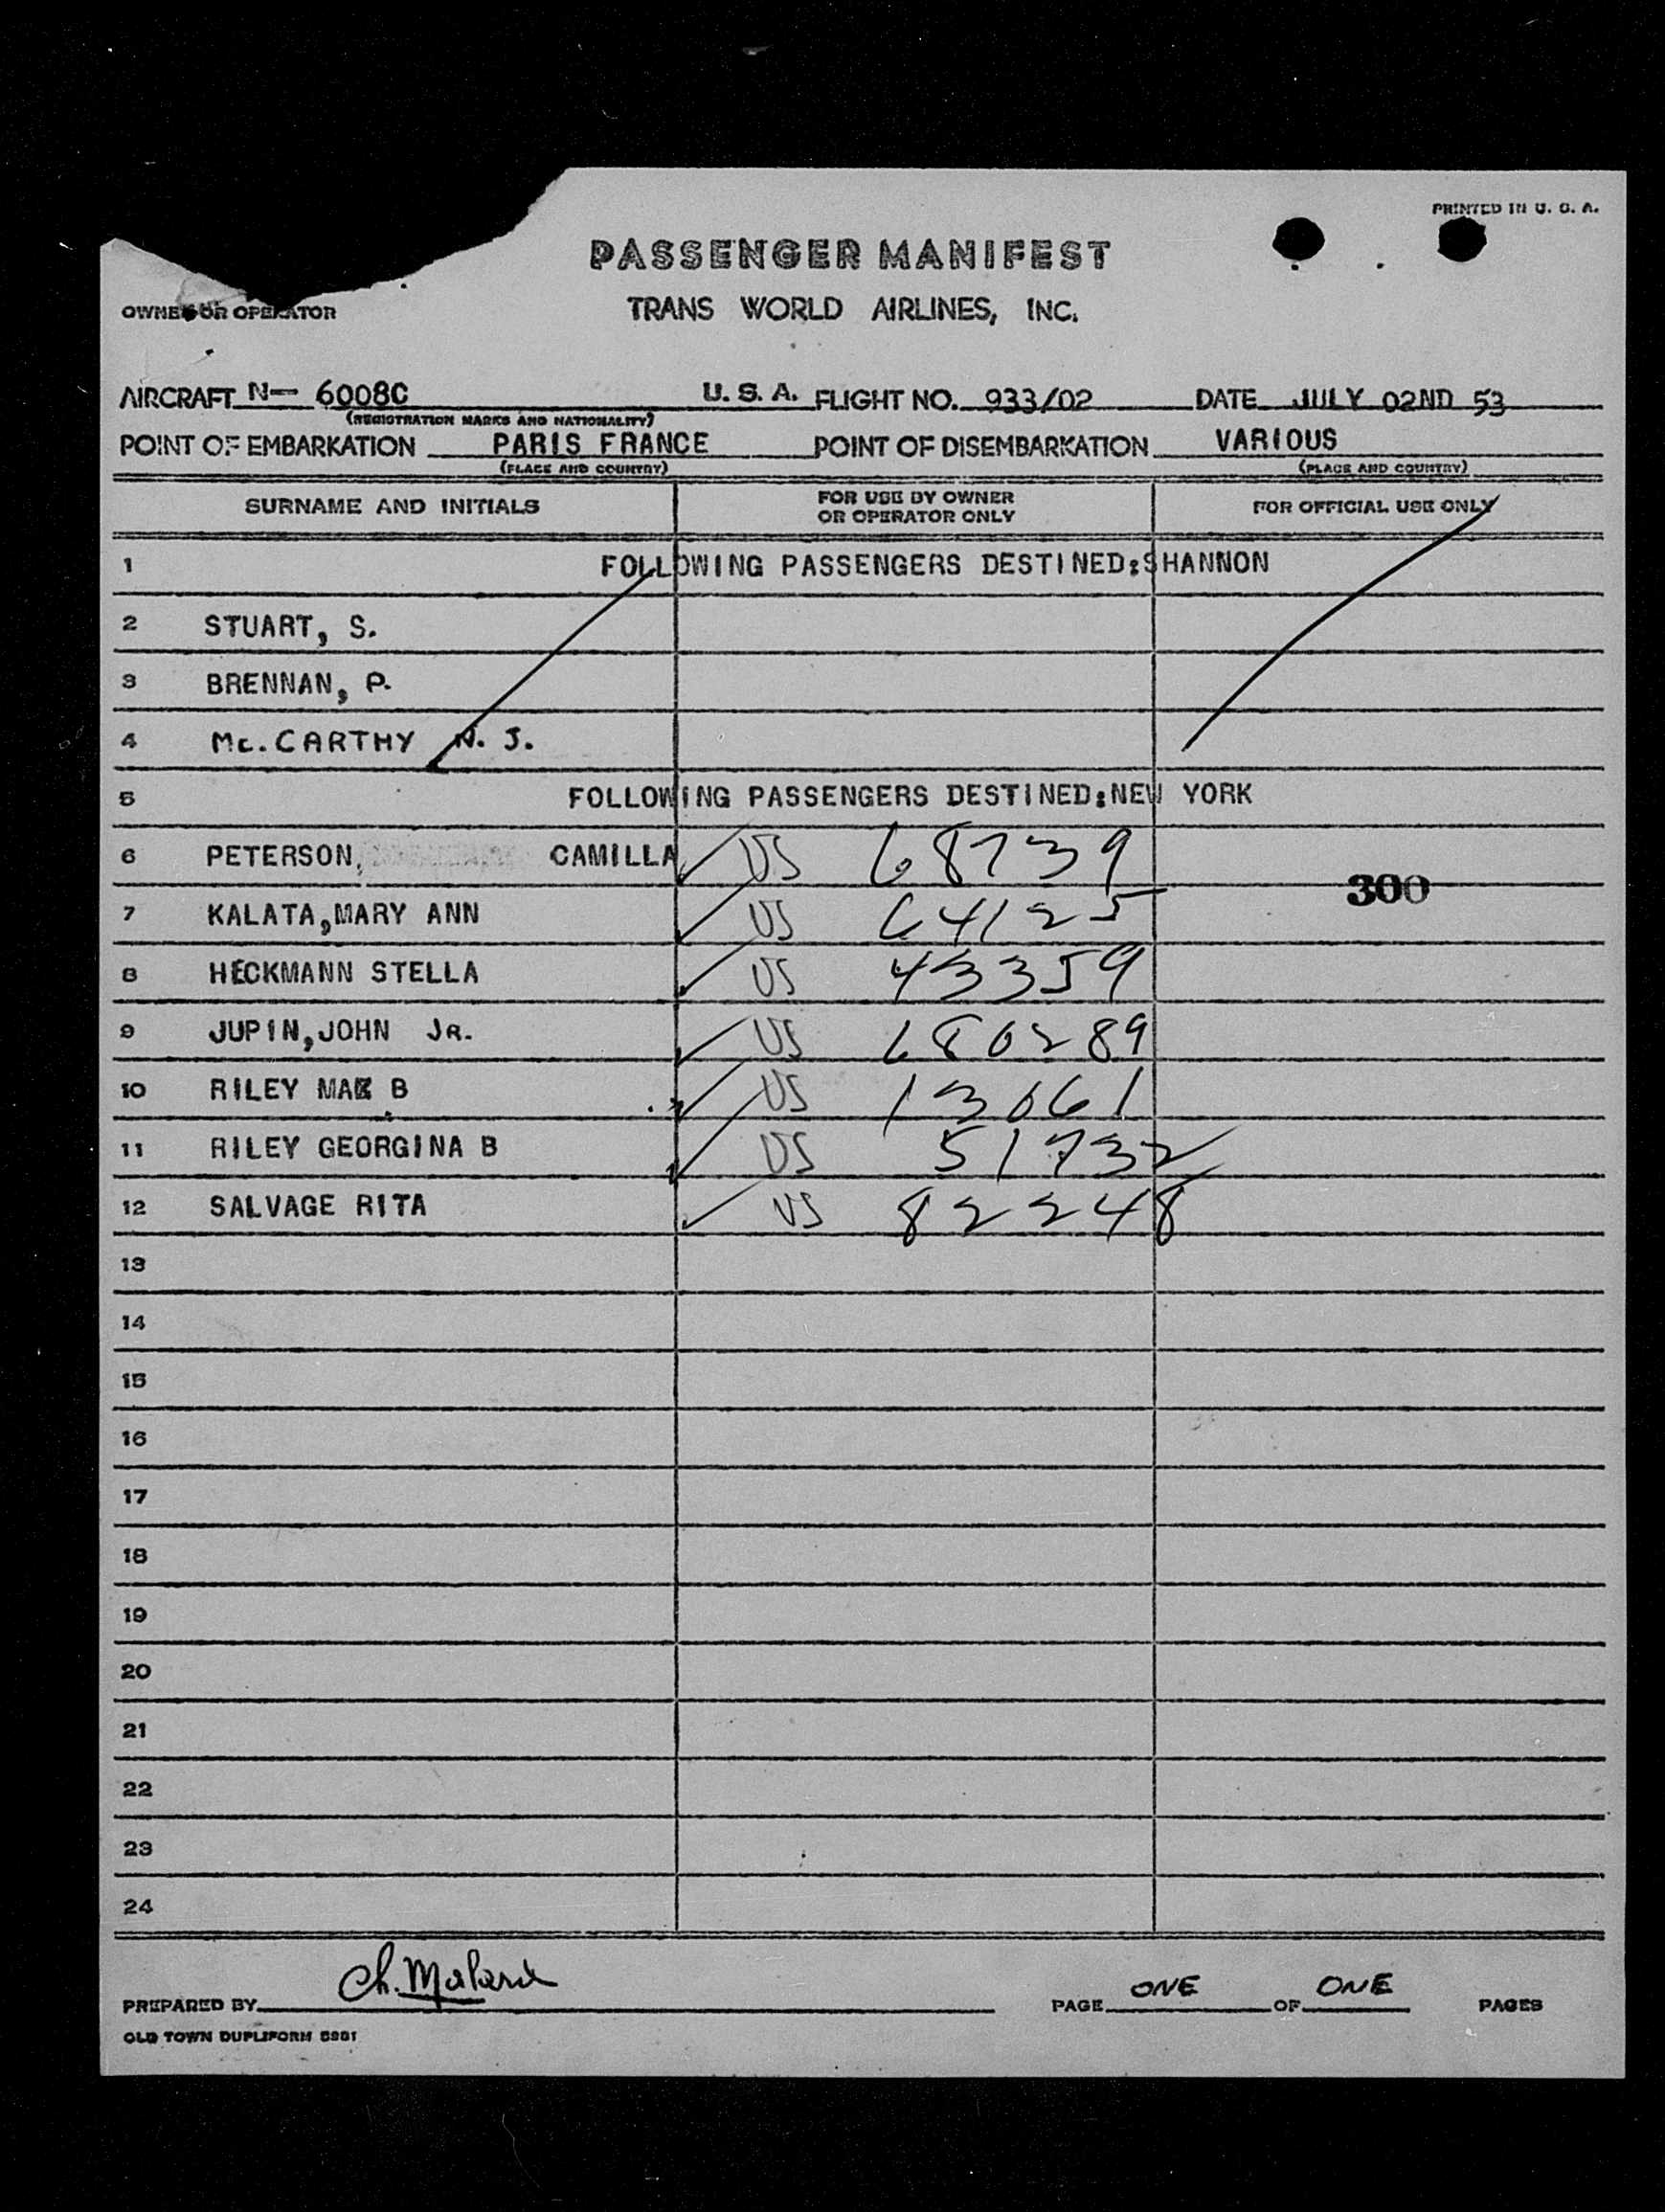 PRINTED IN U. S. A.
PASSENGER MANIFEST
OWNER OR OPERATOR TRANS WORLD AIRLINES, INC.
AIRCRAFT N— 6008C U. S. A. FLIGHT NO. 933/02 DATE JULY 02ND 53
(REGISTRATION MARKS AND NATIONALITY)
POINT OF EMBARKATION PARIS FRANCE POINT OF DISEMBARKATION VARIOUS
(PLACE AND COUNTRY) (PLACE AND COUNTRY)
SURNAME AND INITIALS FOR USE BY OWNER OR OPERATOR ONLY FOR OFFICIAL USE ONLY
1 FOLLOWING PASSENGERS DESTINED:SHANNON
2 STUART, S.
3 BRENNAN, P.
4 Mc.CARTHY N. J.
5 FOLLOWING PASSENGERS DESTINED:NEW YORK
6 PETERSON, CAMILLA US 68739
300
7 KALATA,MARY ANN US 64125
8 HECKMANN STELLA US 43359
9 JUPIN,JOHN JR. US 680289
10 RILEY MAE B US 13061
11 RILEY GEORGINA B US 51732
12 SALVAGE RITA US 82248
13
14
15
16
17
18
19
20
21
22
23
24
PREPARED BY Ch. PAGE ONE OF ONE PAGES
OLD TOWN DUPLIFORM